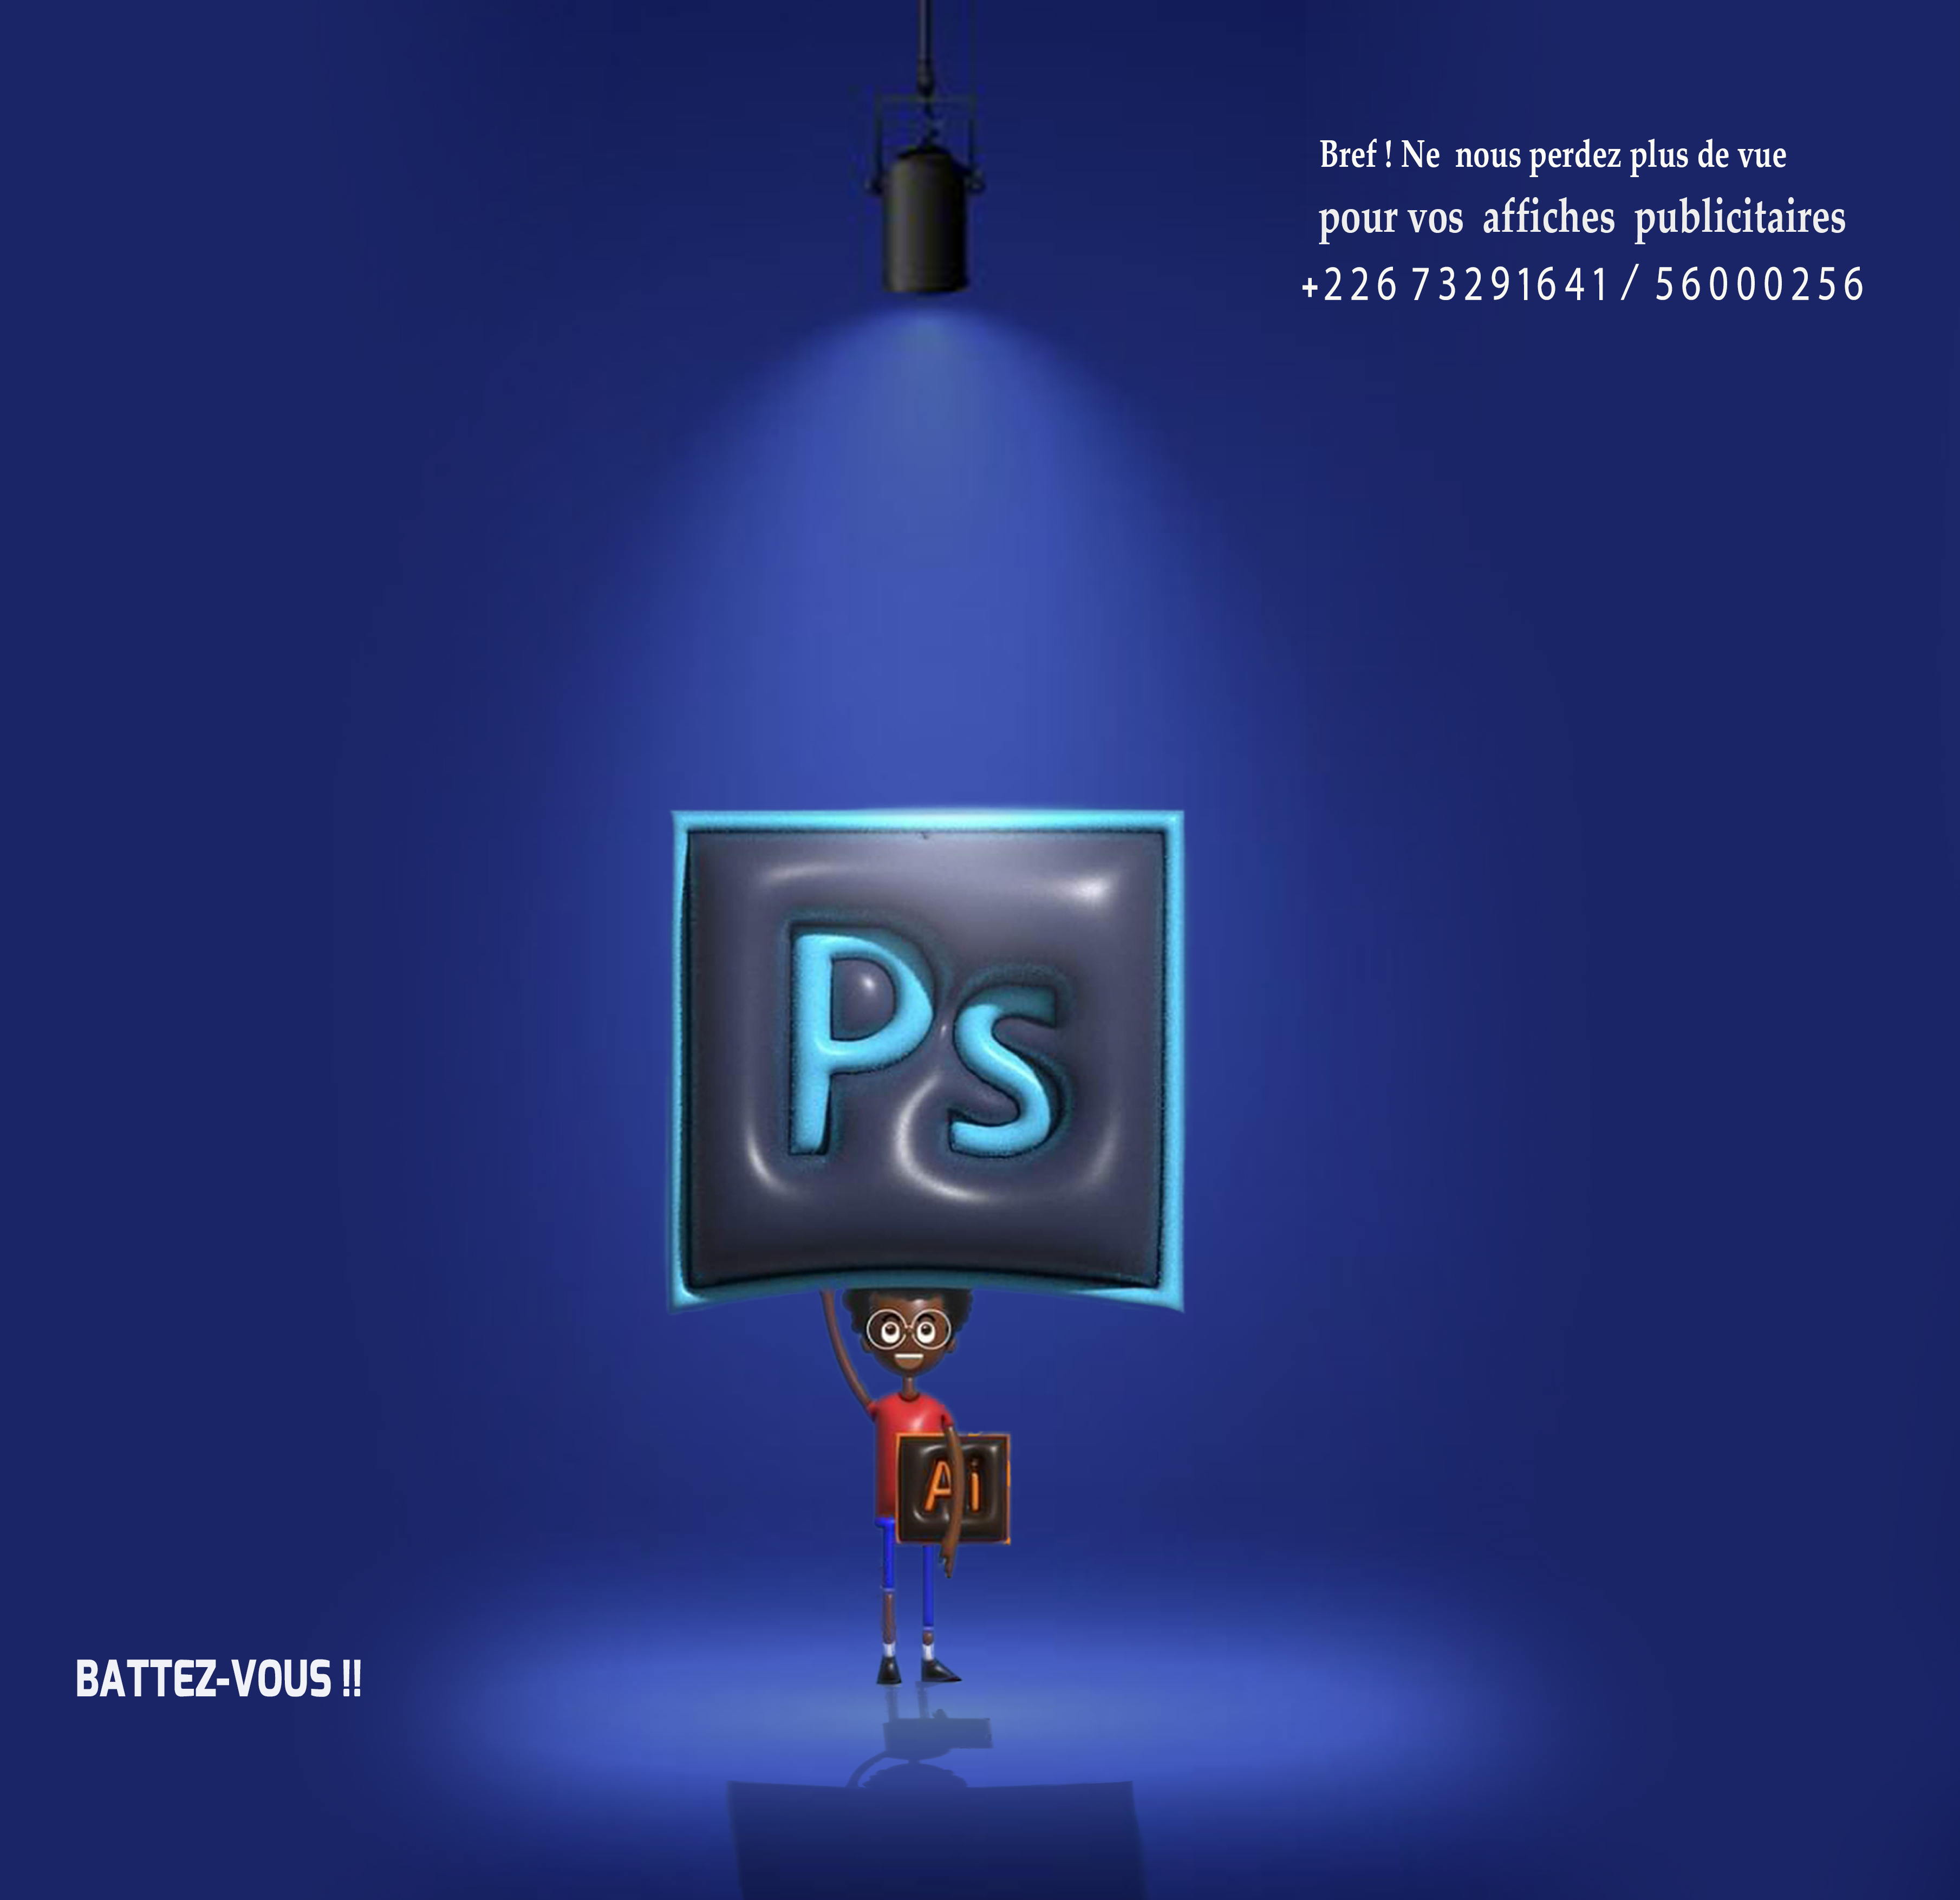 Bref ! Ne nous perdez plus de vue
pour vos affiches publicitaires
+226 73291641 / 56000256
Ps
Ai
BATTEZ-VOUS !!